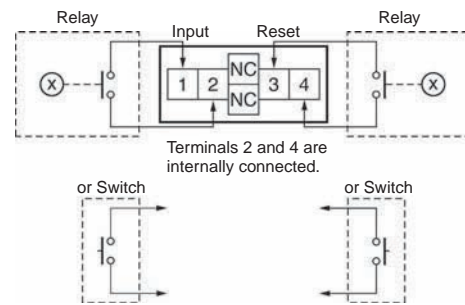 Relay Input Reset Relay
X NC X
1 2 3 4
NC
Terminals 2 and 4 are
internally connected.
or Switch or Switch